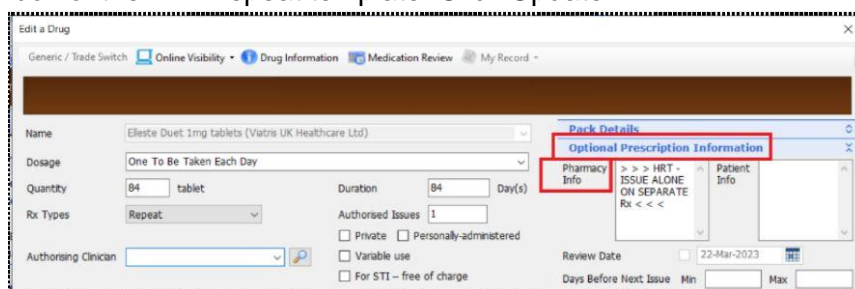 Edit a Drug
Generic / Trade Switch Online Visibility Drug Information Medication Review My Record
Name Elleste Duet 1mg tablets (Viatris UK Healthcare Ltd)
Dosage One To Be Taken Each Day
Quantity 84 tablet Duration 84 Day(s)
Rx Types Repeat Authorised Issues 1
Private Personally-administered
Authorising Clinician Variable use
For STI – free of charge
Pack Details
Optional Prescription Information
Pharmacy Info
> > > HRT -
ISSUE ALONE
ON SEPARATE
Rx < < <
Patient Info
Review Date 22-Mar-2023
Days Before Next Issue Min Max